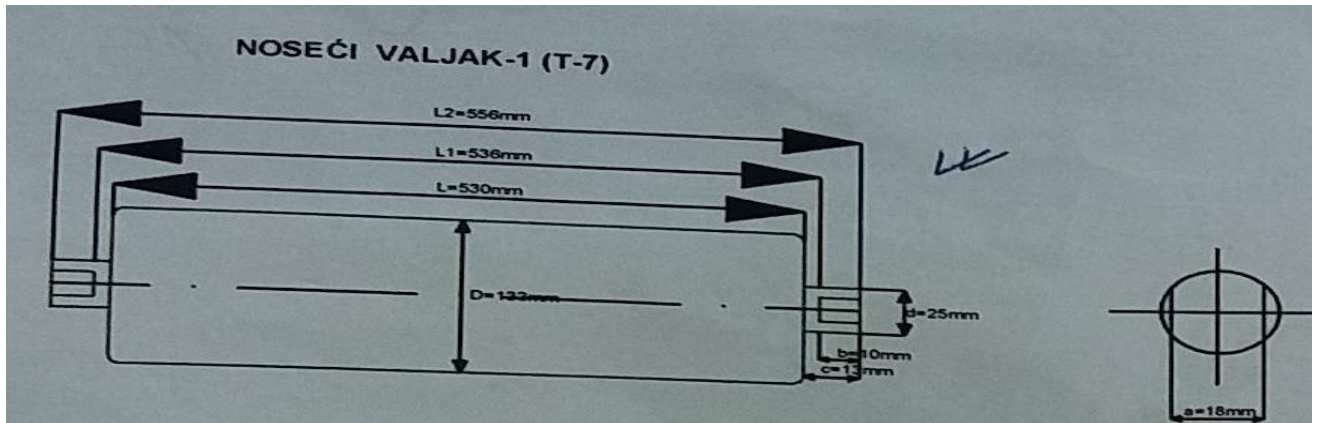 NOSEĆI VALJAK-1 (T-7)
L2=556mm
L1=536mm
L=530mm
D=133mm
d=25mm
b=10mm
c=13mm
a=18mm